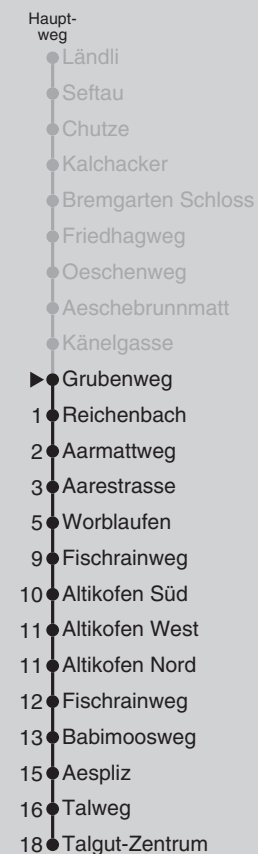 Haupt-
weg
Ländli
Seftau
Chutze
Kalchacker
Bremgarten Schloss
Friedhagweg
Oeschenweg
Aeschebrunnmatt
Känelgasse
Grubenweg
1 Reichenbach
2 Aarmattweg
3 Aarestrasse
5 Worblaufen
9 Fischrainweg
10 Altikofen Süd
11 Altikofen West
11 Altikofen Nord
12 Fischrainweg
13 Babimoosweg
15 Aespliz
16 Talweg
18 Talgut-Zentrum